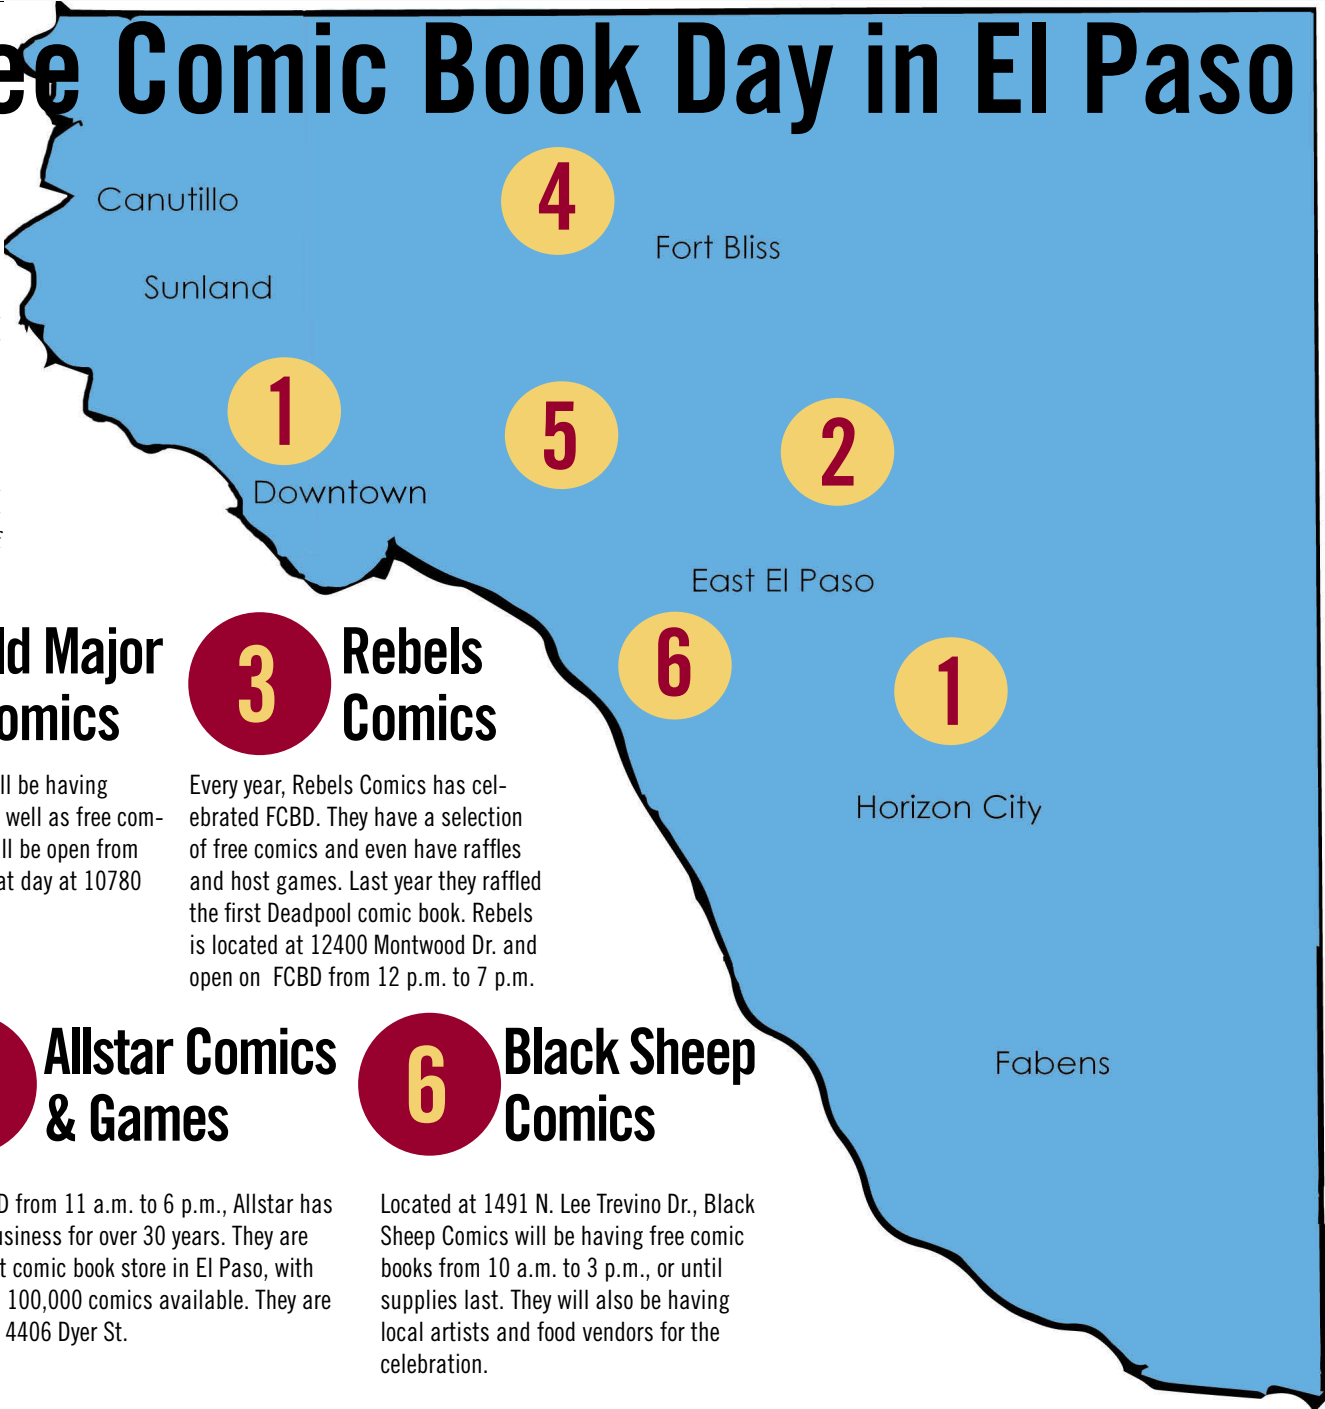 ee Comic Book Day in El Paso
4
Canutillo
Fort Bliss
Sunland
1
5
2
Downtown
East El Paso
6
1
Horizon City
Fabens
ld Major
omics
ll be having
well as free com-
ll be open from
at day at 10780
3
Rebels
Comics
Every year, Rebels Comics has cel-
ebrated FCBD. They have a selection
of free comics and even have raffles
and host games. Last year they raffled
the first Deadpool comic book. Rebels
is located at 12400 Montwood Dr. and
open on FCBD from 12 p.m. to 7 p.m.
Allstar Comics
& Games
D from 11 a.m. to 6 p.m., Allstar has
usiness for over 30 years. They are
t comic book store in El Paso, with
100,000 comics available. They are
4406 Dyer St.
6
Black Sheep
Comics
Located at 1491 N. Lee Trevino Dr., Black
Sheep Comics will be having free comic
books from 10 a.m. to 3 p.m., or until
supplies last. They will also be having
local artists and food vendors for the
celebration.